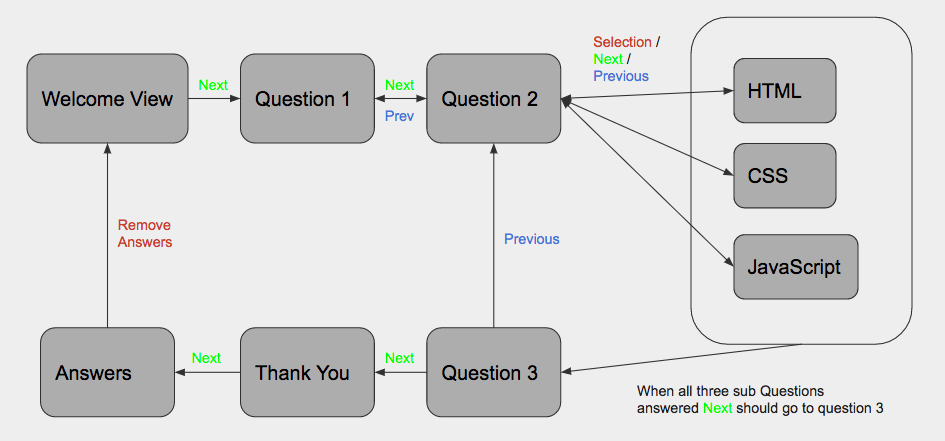 Welcome View
Next
Question 1
Next
Prev
Question 2
Selection /
Next /
Previous
HTML
CSS
JavaScript
Remove
Answers
Previous
Answers
Next
Thank You
Next
Question 3
When all three sub Questions
answered Next should go to question 3